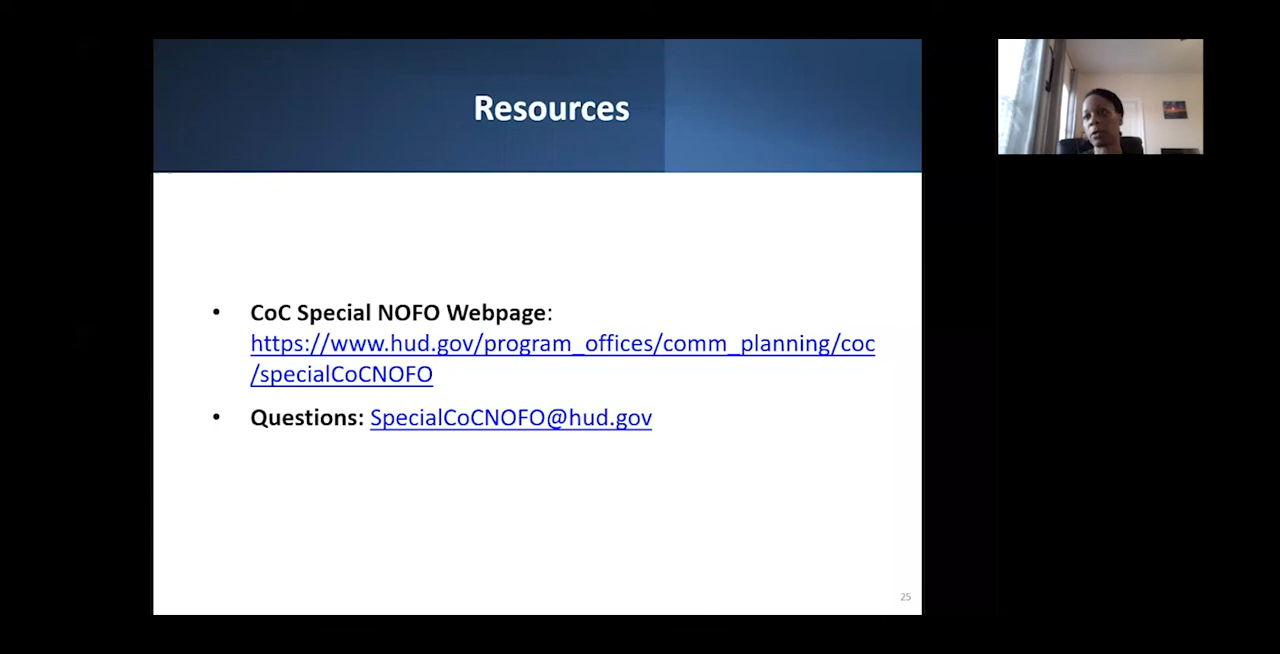 Resources
• CoC Special NOFO Webpage:
https://www.hud.gov/program_offices/comm_planning/coc
/specialCoCNOFO
• Questions: SpecialCoCNOFO@hud.gov
25